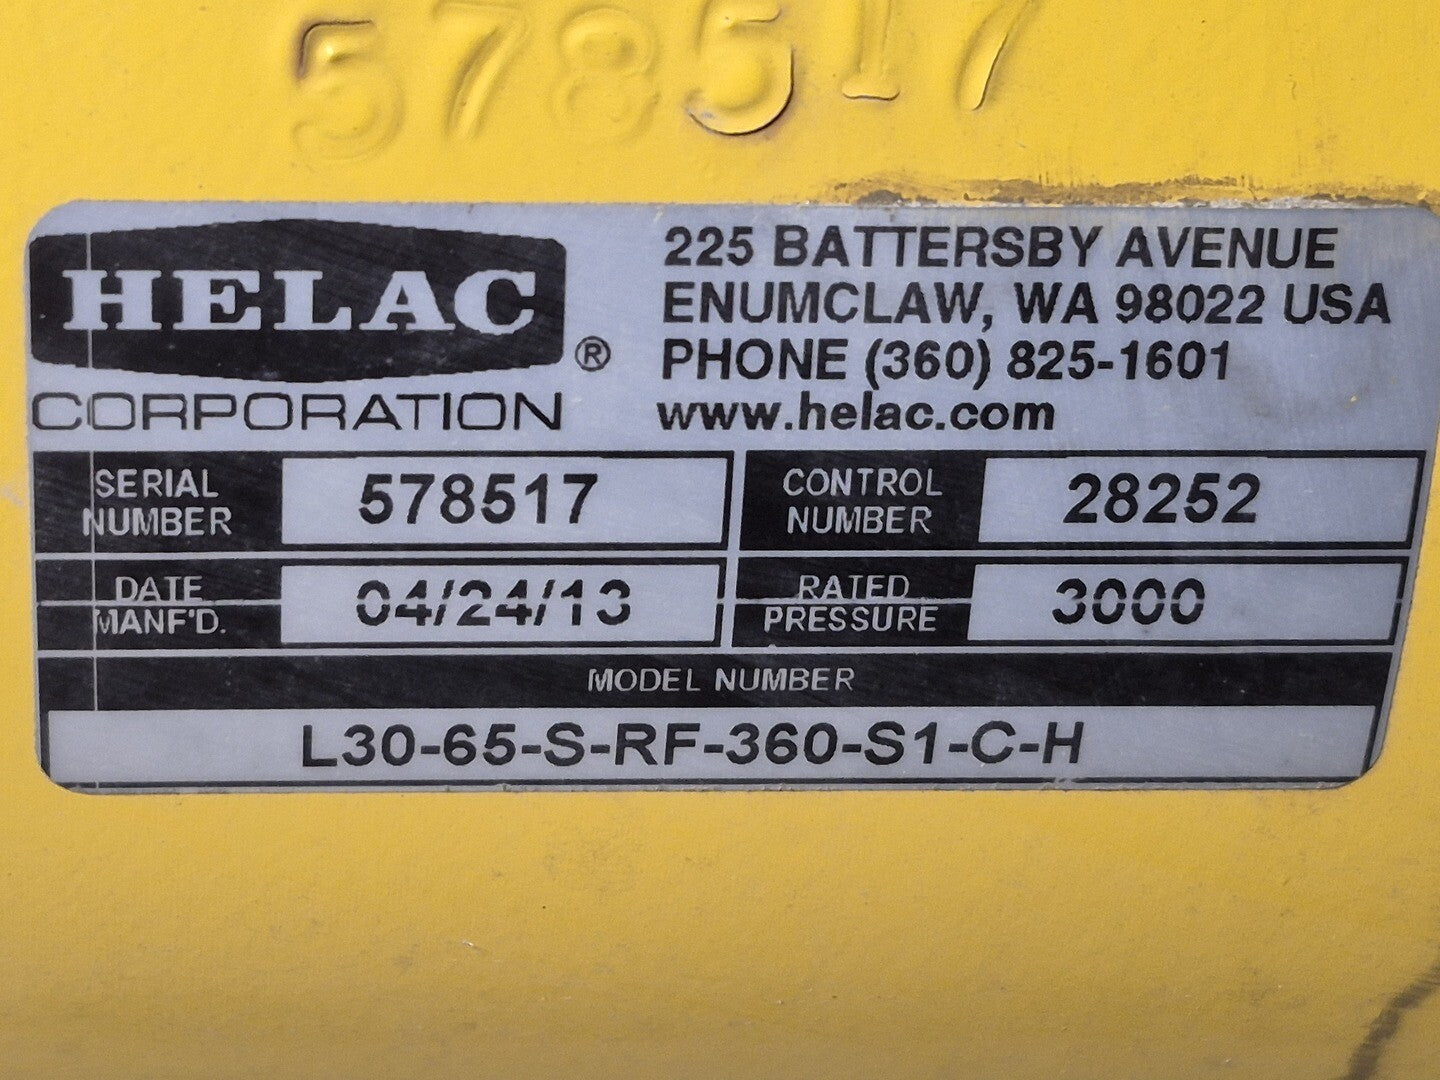 578517
HELAC
®
CORPORATION
225 BATTERSBY AVENUE
ENUMCLAW, WA 98022 USA
PHONE (360) 825-1601
www.helac.com
SERIAL
NUMBER
578517
CONTROL
NUMBER
28252
DATE
MANF'D.
04/24/13
RATED
PRESSURE
3000
MODEL NUMBER
L30-65-S-RF-360-S1-C-H